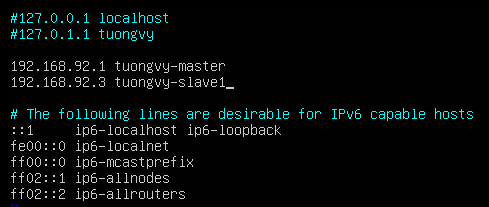 #127.0.0.1 localhost
#127.0.1.1 tuongvy
192.168.92.1 tuongvy-master
192.168.92.3 tuongvy-slave1
# The following lines are desirable for IPv6 capable hosts
::1 ip6-localhost ip6-loopback
fe00::0 ip6-localnet
ff00::0 ip6-mcastprefix
ff02::1 ip6-allnodes
ff02::2 ip6-allrouters